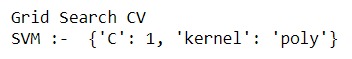 Grid Search CV
SVM :-  {'C': 1, 'kernel': 'poly'}